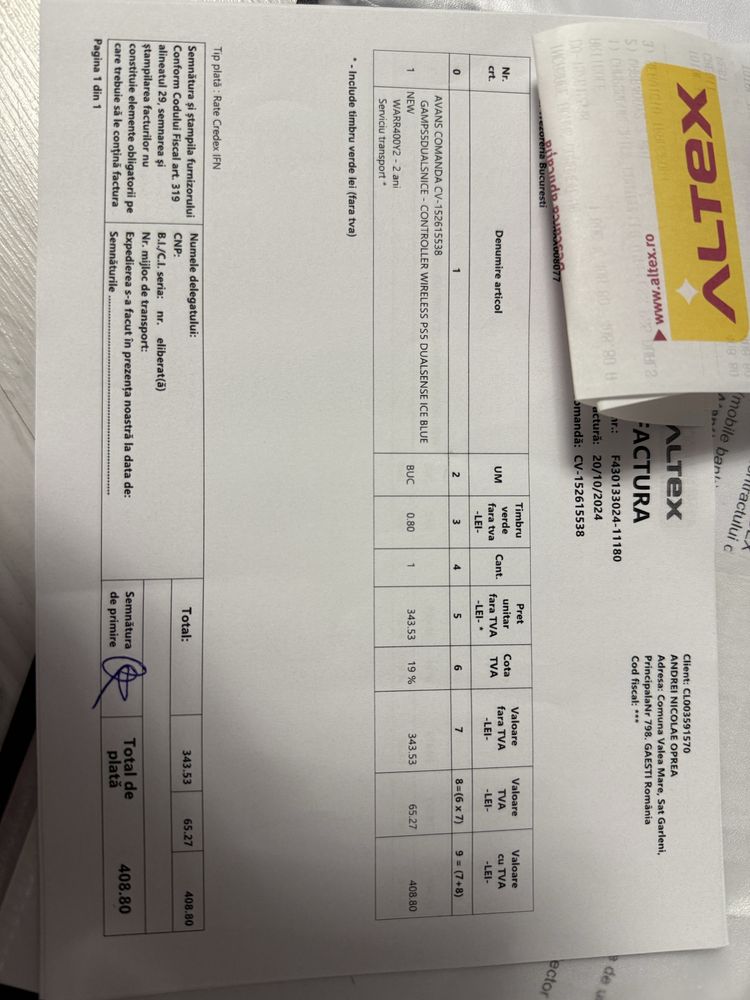 ALTEX
www.altex.ro
ALTEX
FACTURA
nr.: F430133024-11180
factură: 20/10/2024
comandă: CV-152615538
Trezoreria Bucuresti
Client: CL003591570
ANDREI NICOLAE OPREA
Adresa: Comuna Valea Mare, Sat Garleni,
PrincipalaNr 798. GAESTI România
Cod fiscal: ***
Nr. crt. Denumire articol UM Timbru verde fara tva -LEI- Cant. Pret unitar fara TVA -LEI- * Cota TVA Valoare fara TVA -LEI- Valoare TVA -LEI- Valoare cu TVA -LEI-
0 1 2 3 4 5 6 7 8=(6 x 7) 9 = (7+8)
AVANS COMANDA CV-152615538
GAMPS5DUALSNICE - CONTROLLER WIRELESS PS5 DUALSENSE ICE BLUE
1 NEW BUC 0.80 1 343.53 19 % 343.53 65.27 408.80
WARR400Y2 - 2 ani
Serviciu transport *
* - Include timbru verde lei (fara tva)
Tip plată : Rate Credex IFN
Semnătura și ștampila furnizorului
Conform Codului Fiscal art. 319
alineatul 29, semnarea și
ștampilarea facturilor nu
constituie elemente obligatorii pe
care trebuie să le conțină factura
Numele delegatului:
CNP:
B.I./C.I. seria: nr. eliberat(ă)
Nr. mijloc de transport:
Expedierea s-a facut în prezența noastră la data de:
Semnăturile ................................................
Total: 343.53 65.27 408.80
Semnătura
de primire
Total de
plată
408.80
Pagina 1 din 1